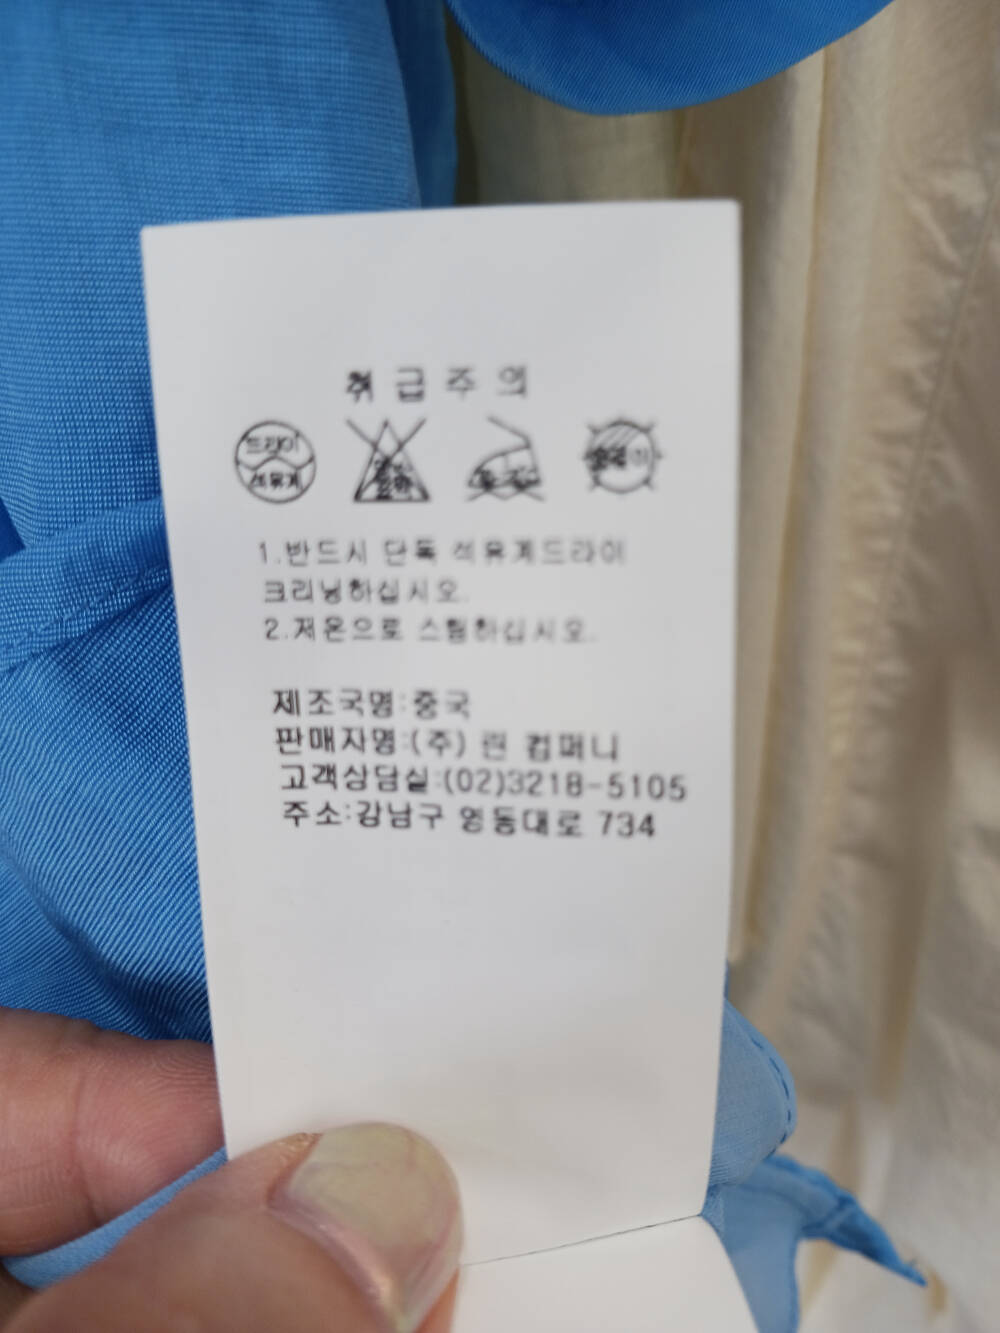 취급주의
드라이
석유계
1.반드시 단독 석유계드라이
크리닝하십시오.
2.저온으로 스팀하십시오.
제조국명:중국
판매자명:(주) 린 컴퍼니
고객상담실:(02)3218-5105
주소:강남구 영동대로 734